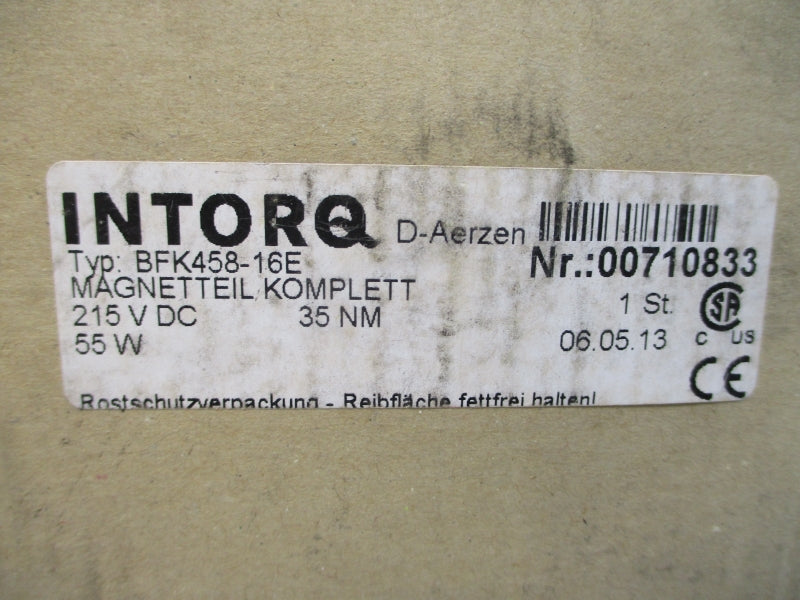 INTORQ D-Aerzen
Typ: BFK458-16E Nr.:00710833
MAGNETTEIL KOMPLETT 1 St.
215 V DC 35 NM 06.05.13
55 W
SA
C US
CE
Rostschutzverpackung - Reibfläche fettfrei halten!